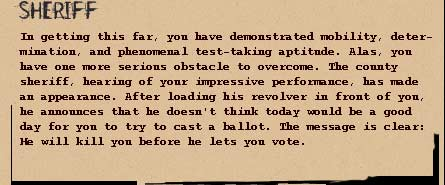 SHERIFF
In getting this far, you have demonstrated mobility, deter-
mination, and phenomenal test-taking aptitude. Alas, you
have one more serious obstacle to overcome. The county
sheriff, hearing of your impressive performance, has made
an appearance. After loading his revolver in front of you,
he announces that he doesn't think today would be a good
day for you to try to cast a ballot. The message is clear:
He will kill you before he lets you vote.